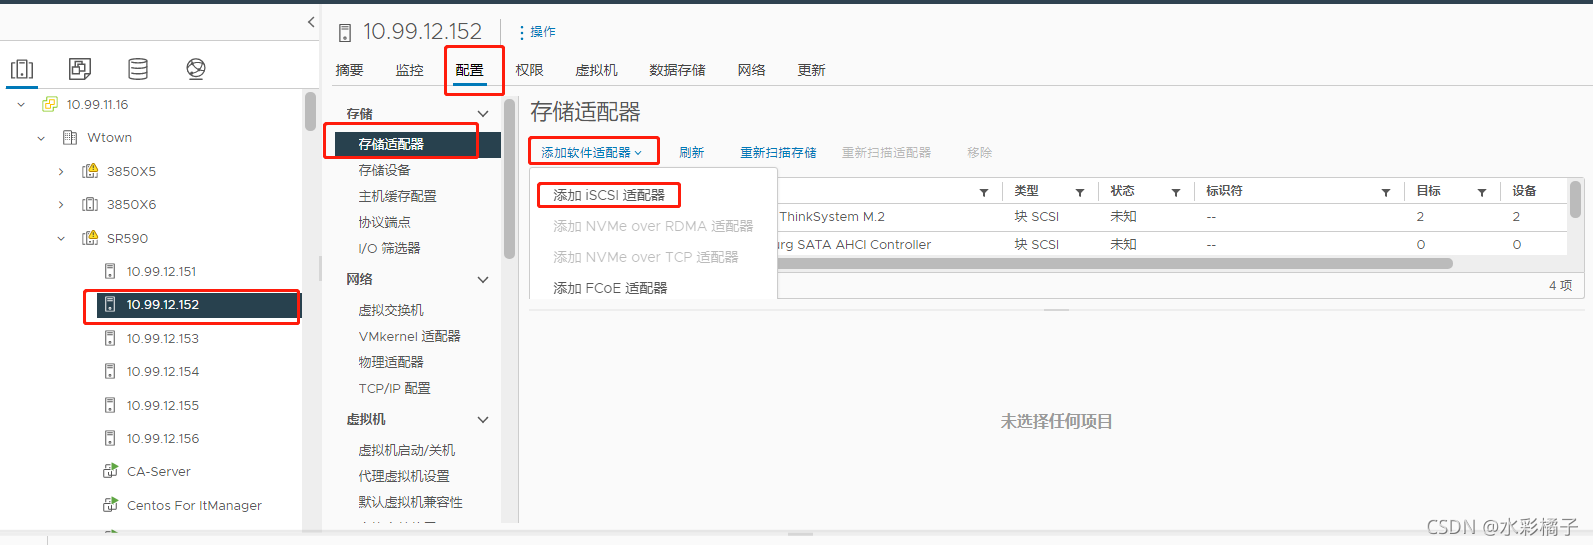 10.99.12.152
操作
摘要 监控 配置 权限 虚拟机 数据存储 网络 更新
10.99.11.16
Wtown
3850X5
3850X6
SR590
10.99.12.151
10.99.12.152
10.99.12.153
10.99.12.154
10.99.12.155
10.99.12.156
CA-Server
Centos For ItManager
存储
存储适配器
存储设备
主机缓存配置
协议端点
I/O 筛选器
网络
虚拟交换机
VMkernel 适配器
物理适配器
TCP/IP 配置
虚拟机
虚拟机启动/关机
代理虚拟机设置
默认虚拟机兼容性
存储适配器
添加软件适配器 刷新 重新扫描存储 重新扫描适配器 移除
添加 iSCSI 适配器
添加 NVMe over RDMA 适配器
添加 NVMe over TCP 适配器
添加 FCoE 适配器
类型 状态 标识符 目标 设备
ThinkSystem M.2 块 SCSI 未知 -- 2 2
urg SATA AHCI Controller 块 SCSI 未知 -- 0 0
4 项
未选择任何项目
CSDN @水彩橘子